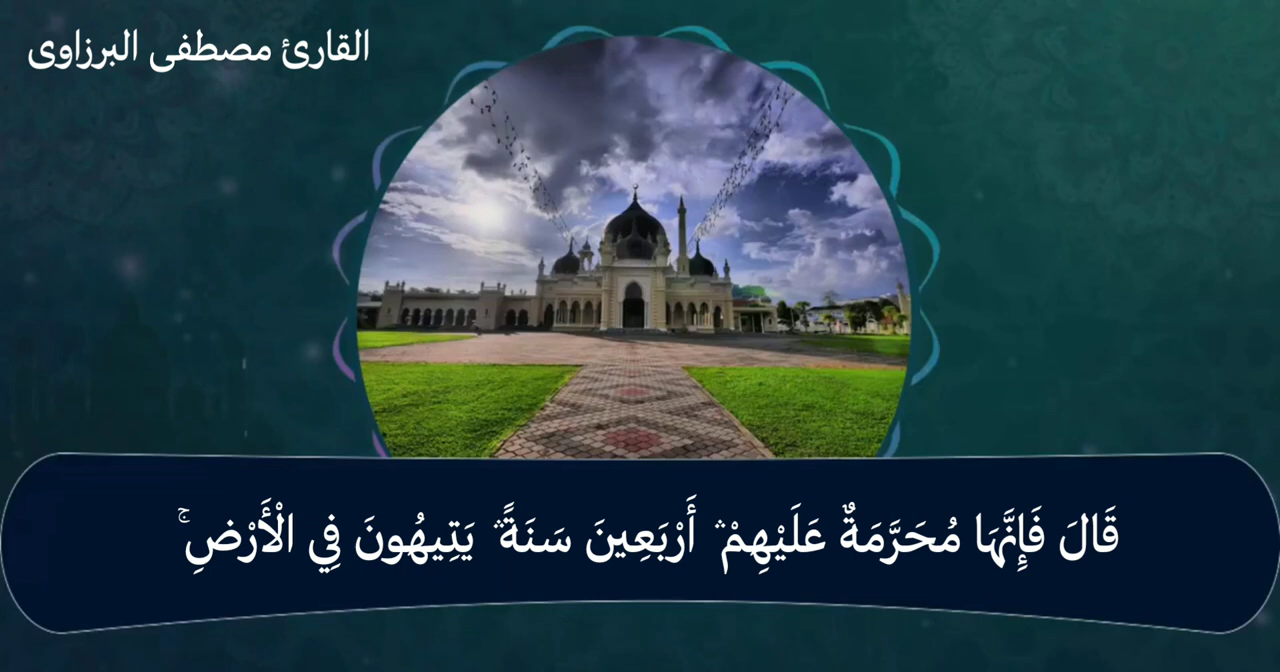 القارئ مصطفى البرزاوى
قَالَ فَإِنَّهَا مُحَرَّمَةٌ عَلَيْهِمْ ۛ أَرْبَعِينَ سَنَةً ۛ يَتِيهُونَ فِي الْأَرْضِ ۚ